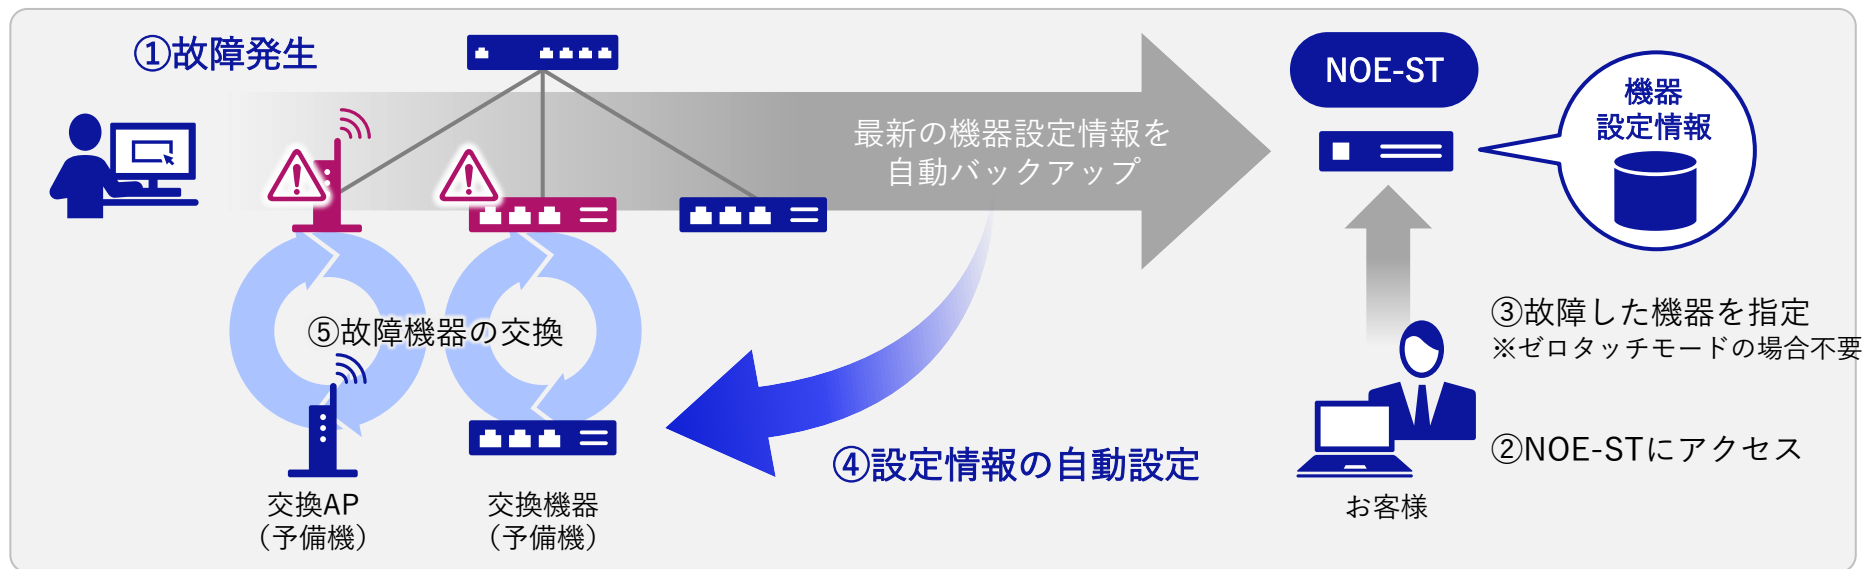 ①故障発生
NOE-ST
機器
設定情報
最新の機器設定情報を
自動バックアップ
⑤故障機器の交換
③故障した機器を指定
※ゼロタッチモードの場合不要
②NOE-STにアクセス
④設定情報の自動設定
交換AP
（予備機）
交換機器
（予備機）
お客様